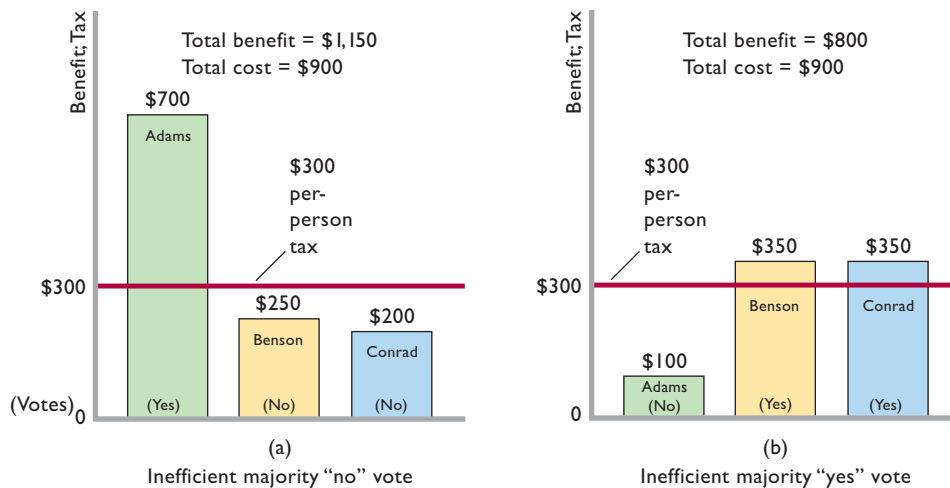 Benefit; Tax
Total benefit = $1,150
Total cost = $900
$700
Adams
$300
per-
person
tax
$300
$250
Benson
$200
Conrad
(Votes)
0
(Yes)
(No)
(No)
(a)
Inefficient majority “no” vote
Benefit; Tax
Total benefit = $800
Total cost = $900
$300
per-
person
tax
$350
$350
$300
Benson
Conrad
$100
Adams
(No)
(Yes)
(Yes)
0
(b)
Inefficient majority “yes” vote